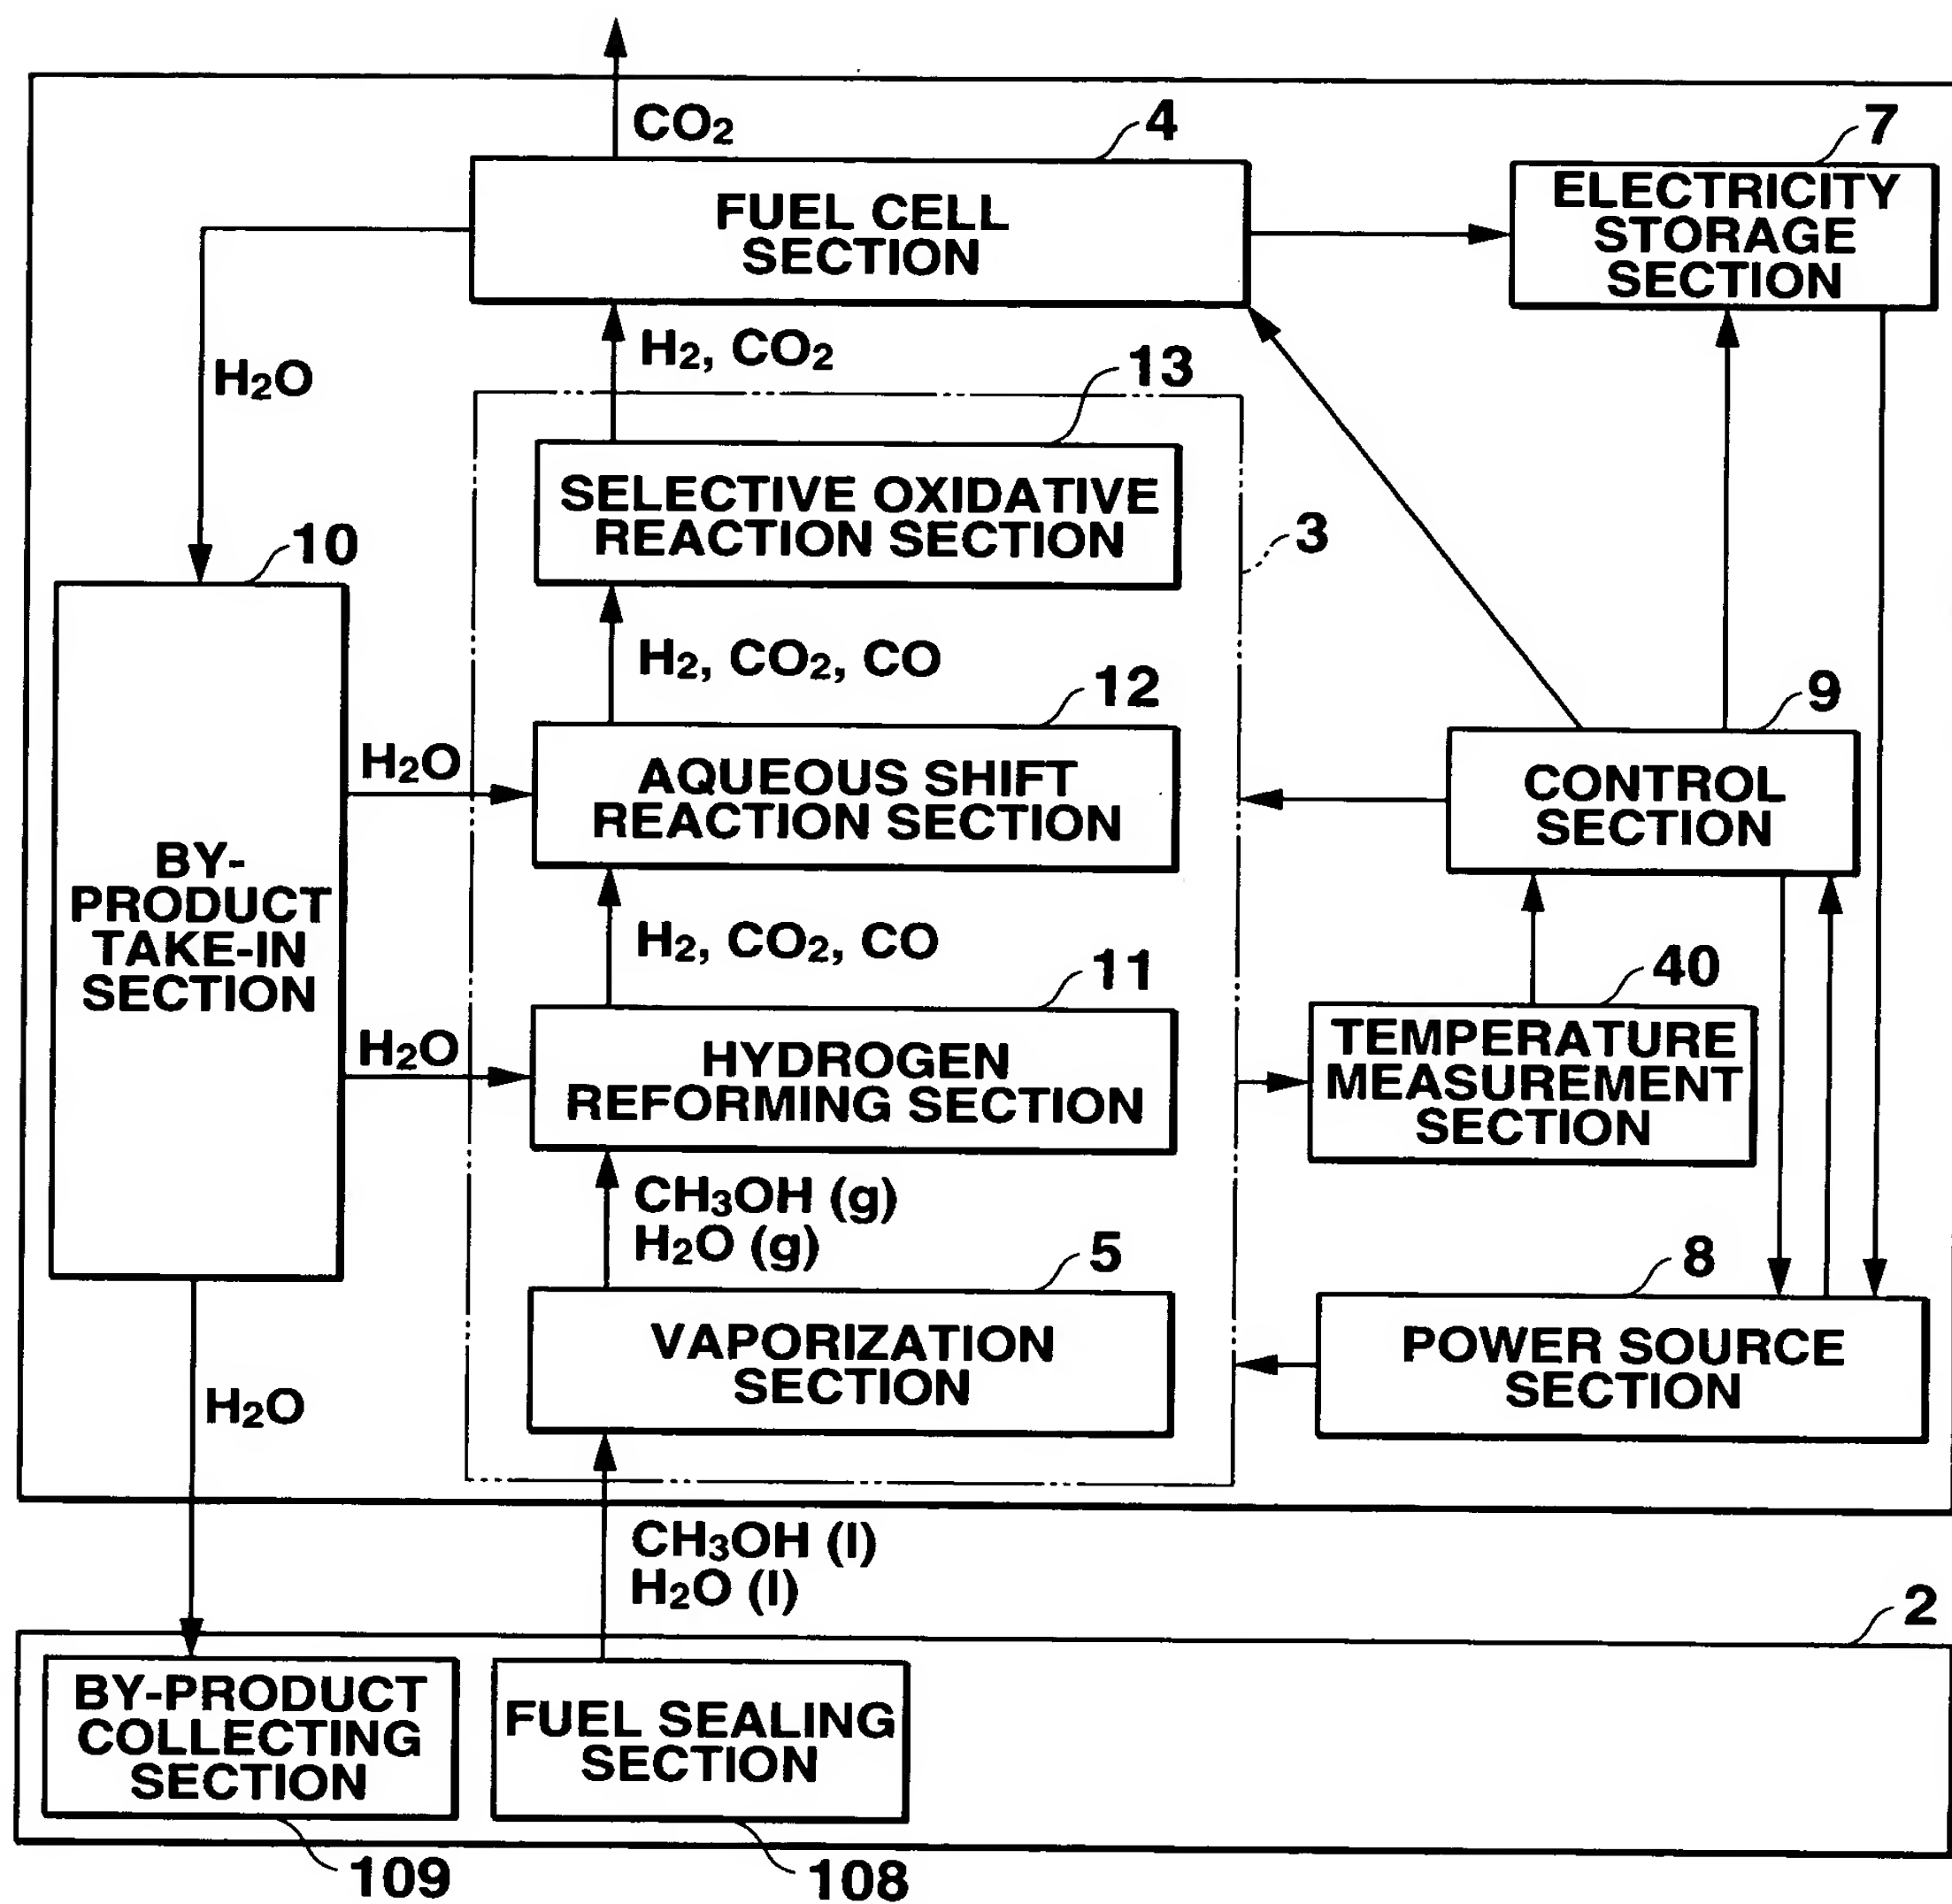 CO2
4
7
FUEL CELL
SECTION
ELECTRICITY
STORAGE
SECTION
H2O
H2, CO2
13
SELECTIVE OXIDATIVE
REACTION SECTION
3
10
H2, CO2, CO
12
9
H2O
AQUEOUS SHIFT
REACTION SECTION
CONTROL
SECTION
BY-
PRODUCT
TAKE-IN
SECTION
H2, CO2, CO
11
40
H2O
HYDROGEN
REFORMING SECTION
TEMPERATURE
MEASUREMENT
SECTION
CH3OH (g)
H2O (g)
5
8
VAPORIZATION
SECTION
POWER SOURCE
SECTION
H2O
CH3OH (l)
H2O (l)
2
BY-PRODUCT
COLLECTING
SECTION
FUEL SEALING
SECTION
109
108